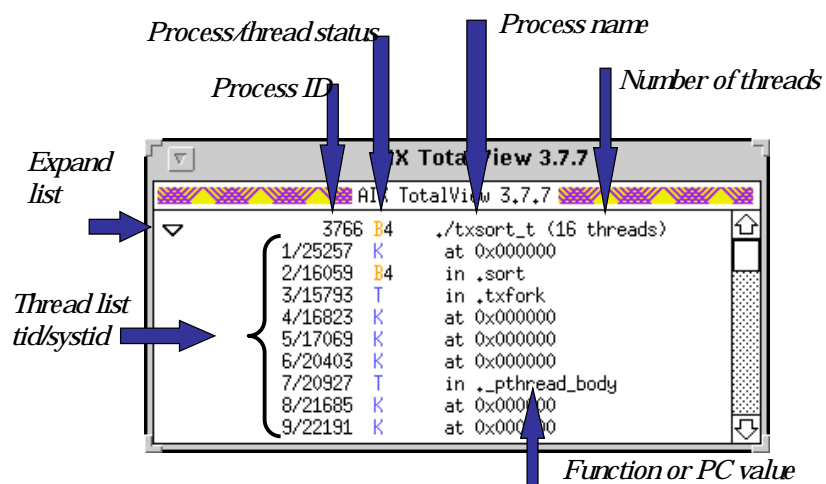 Process/thread status
Process name
Process ID
Number of threads
Expand
list
X TotalView 3.7.7
AIX TotalView 3.7.7
3766 B4 ./txsort_t (16 threads)
1/25257 K at 0x000000
2/16059 B4 in .sort
3/15793 T in .txfork
4/16823 K at 0x000000
5/17069 K at 0x000000
6/20403 K at 0x000000
7/20927 T in ._pthread_body
8/21685 K at 0x000000
9/22191 K at 0x000000
Thread list
tid/systid
Function or PC value